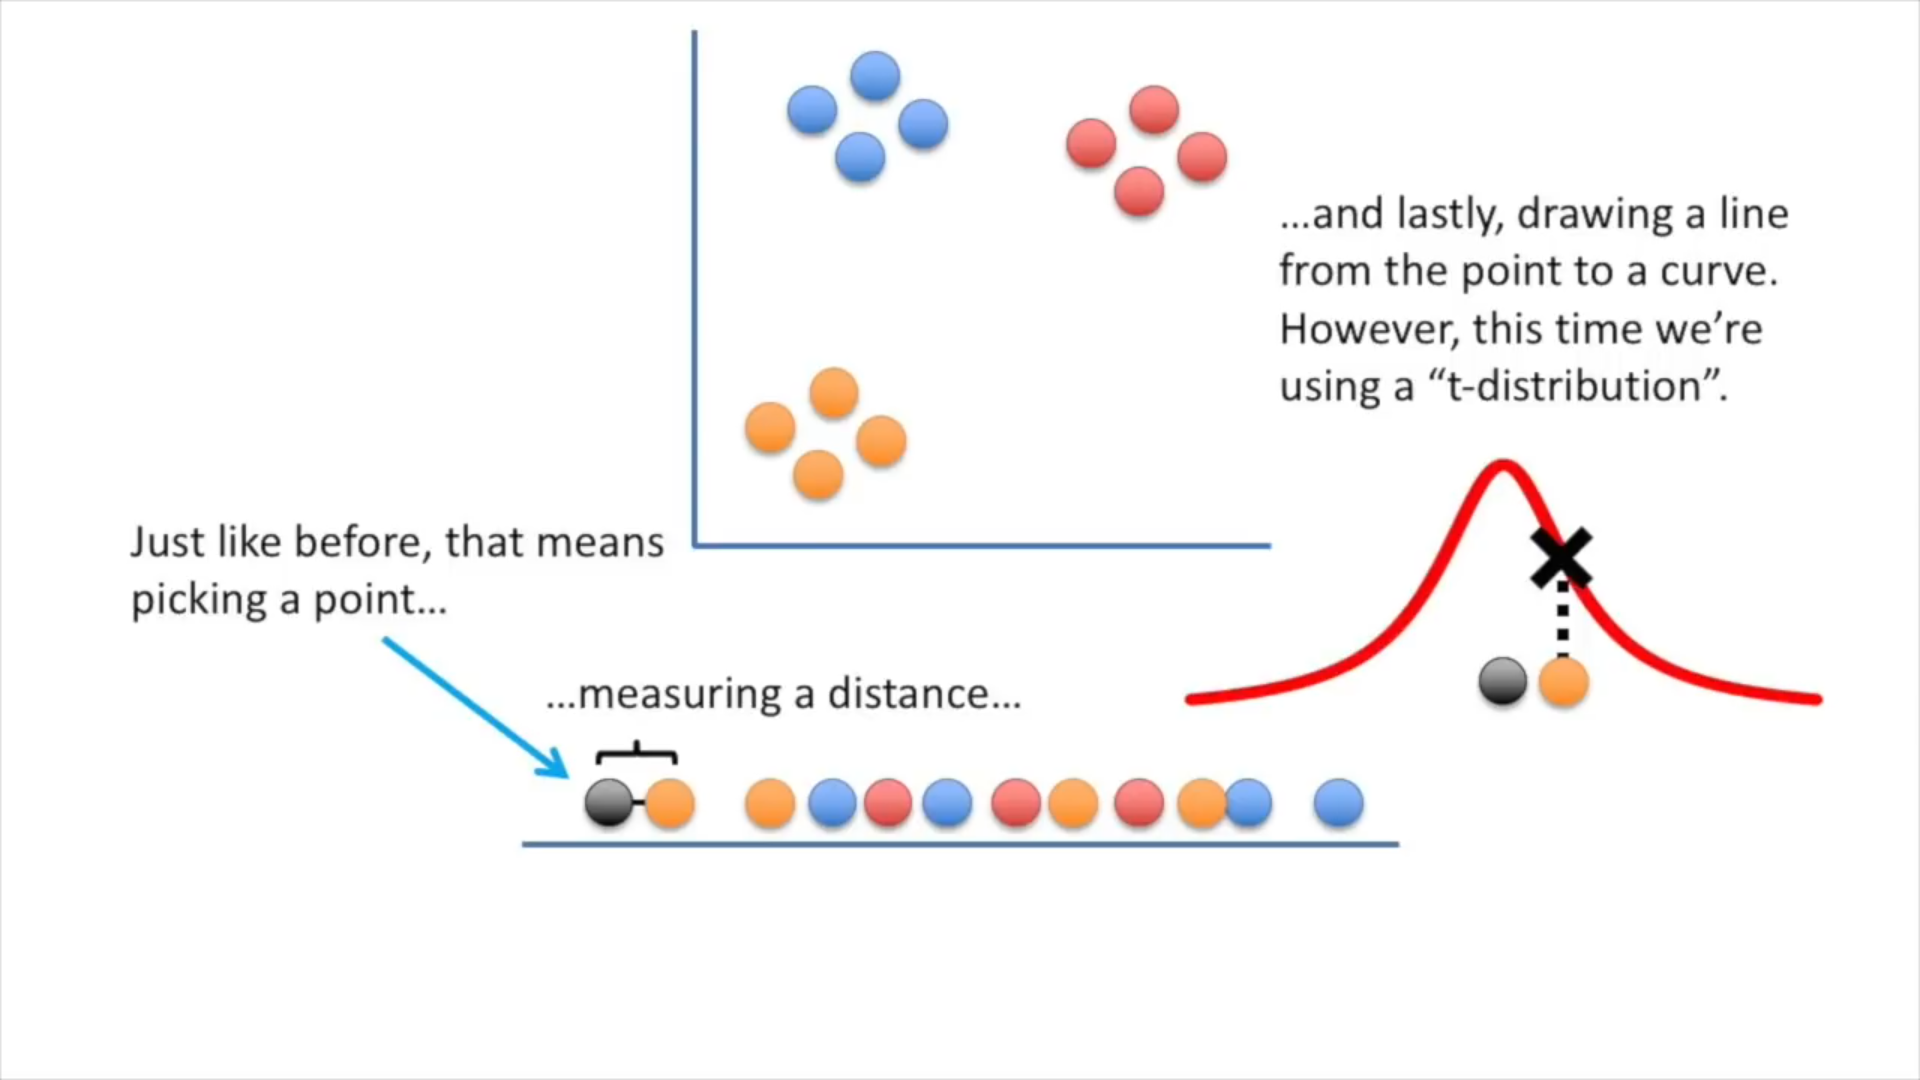 Just like before, that means
picking a point...
...measuring a distance...
...and lastly, drawing a line
from the point to a curve.
However, this time we’re
using a “t-distribution”.